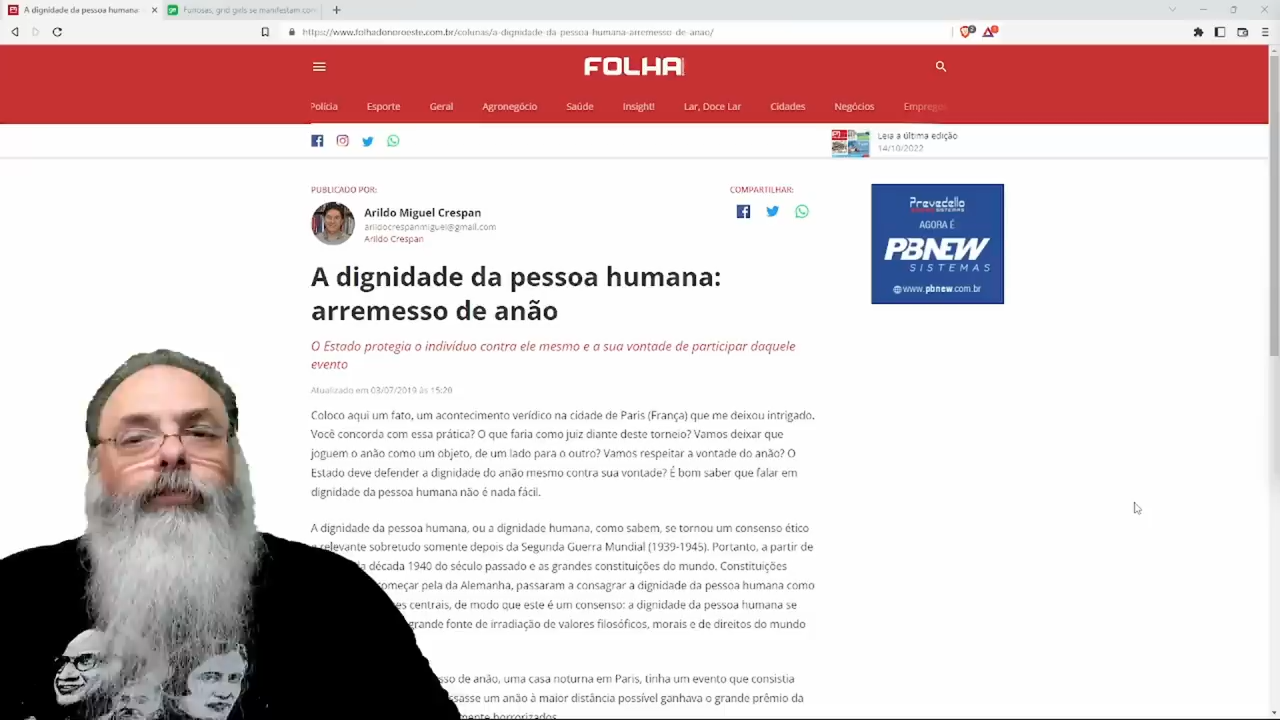 A dignidade da pessoa humana:
Furiosas, grid girls se manifestam con
https://www.folhadonoroeste.com.br/colunas/a-dignidade-da-pessoa-humana-arremesso-de-anao/
FOLHA
Polícia Esporte Geral Agronegócio Saúde Insight! Lar, Doce Lar Cidades Negócios Empregos
Leia a última edição
14/10/2022
PUBLICADO POR:
COMPARTILHAR:
Arildo Miguel Crespan
arildocrespanmiguel@gmail.com
Arildo Crespan
Prevedello
AGORA É
PBNEW
SISTEMAS
www.pbnew.com.br
A dignidade da pessoa humana:
arremesso de anão
O Estado protegia o indivíduo contra ele mesmo e a sua vontade de participar daquele
evento
Atualizado em 03/07/2019 às 15:20
Coloco aqui um fato, um acontecimento verídico na cidade de Paris (França) que me deixou intrigado.
Você concorda com essa prática? O que faria como juiz diante deste torneio? Vamos deixar que
joguem o anão como um objeto, de um lado para o outro? Vamos respeitar a vontade do anão? O
Estado deve defender a dignidade do anão mesmo contra sua vontade? É bom saber que falar em
dignidade da pessoa humana não é nada fácil.
A dignidade da pessoa humana, ou a dignidade humana, como sabem, se tornou um consenso ético
e relevante sobretudo somente depois da Segunda Guerra Mundial (1939-1945). Portanto, a partir de
da década 1940 do século passado e as grandes constituições do mundo. Constituições
começar pela da Alemanha, passaram a consagrar a dignidade da pessoa humana como
centrais, de modo que este é um consenso: a dignidade da pessoa humana se
grande fonte de irradiação de valores filosóficos, morais e de direitos do mundo
de anão, uma casa noturna em Paris, tinha um evento que consistia
um anão à maior distância possível ganhava o grande prêmio da
horrorizados